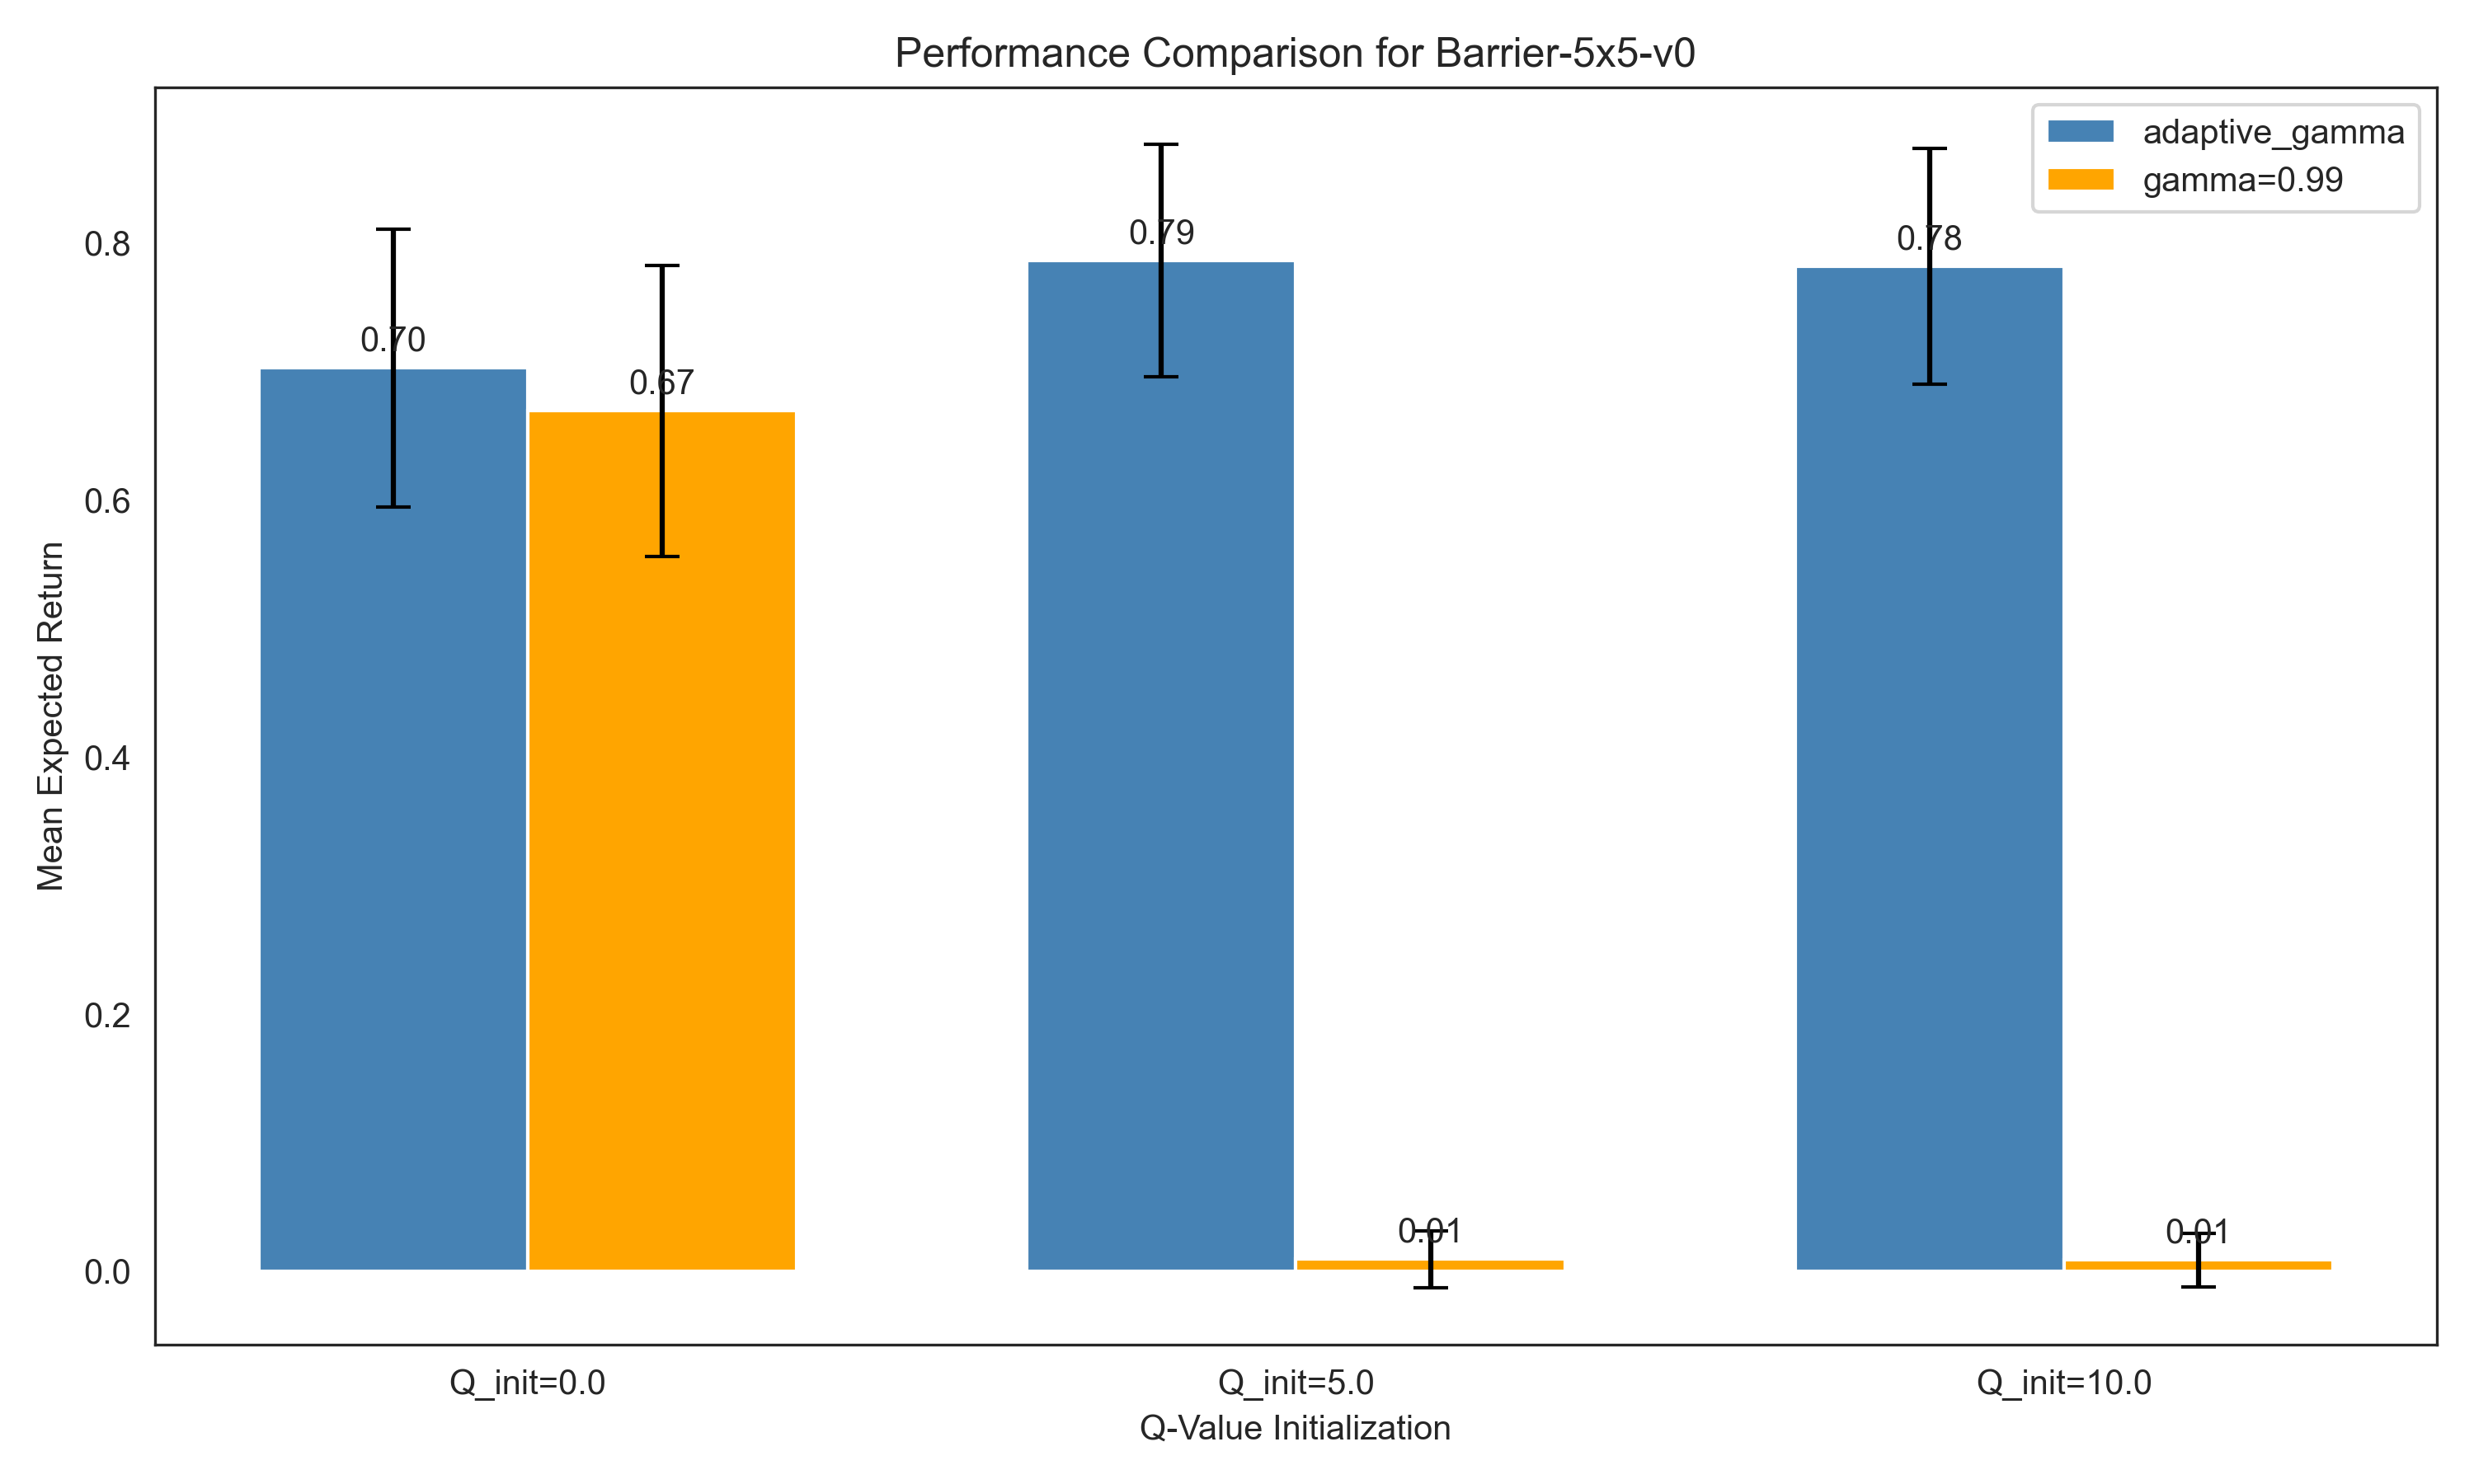 Performance Comparison for Barrier-5x5-v0
adaptive_gamma
gamma=0.99
Mean Expected Return
0.8
0.6
0.4
0.2
0.0
0.70
0.67
0.79
0.01
0.78
0.01
Q_init=0.0
Q_init=5.0
Q_init=10.0
Q-Value Initialization